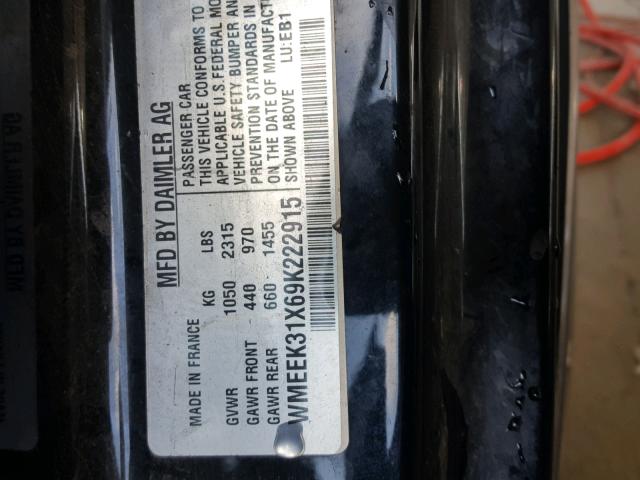 MFD BY DAIMLER AG
PASSENGER CAR
THIS VEHICLE CONFORMS TO
APPLICABLE U.S. FEDERAL MO
VEHICLE SAFETY BUMPER AN
PREVENTION STANDARDS IN
ON THE DATE OF MANUFACT
SHOWN ABOVE LU:EB1
MADE IN FRANCE KG LBS
GVWR 1050 2315
GAWR FRONT 440 970
GAWR REAR 660 1455
WMEEK31X69K222915